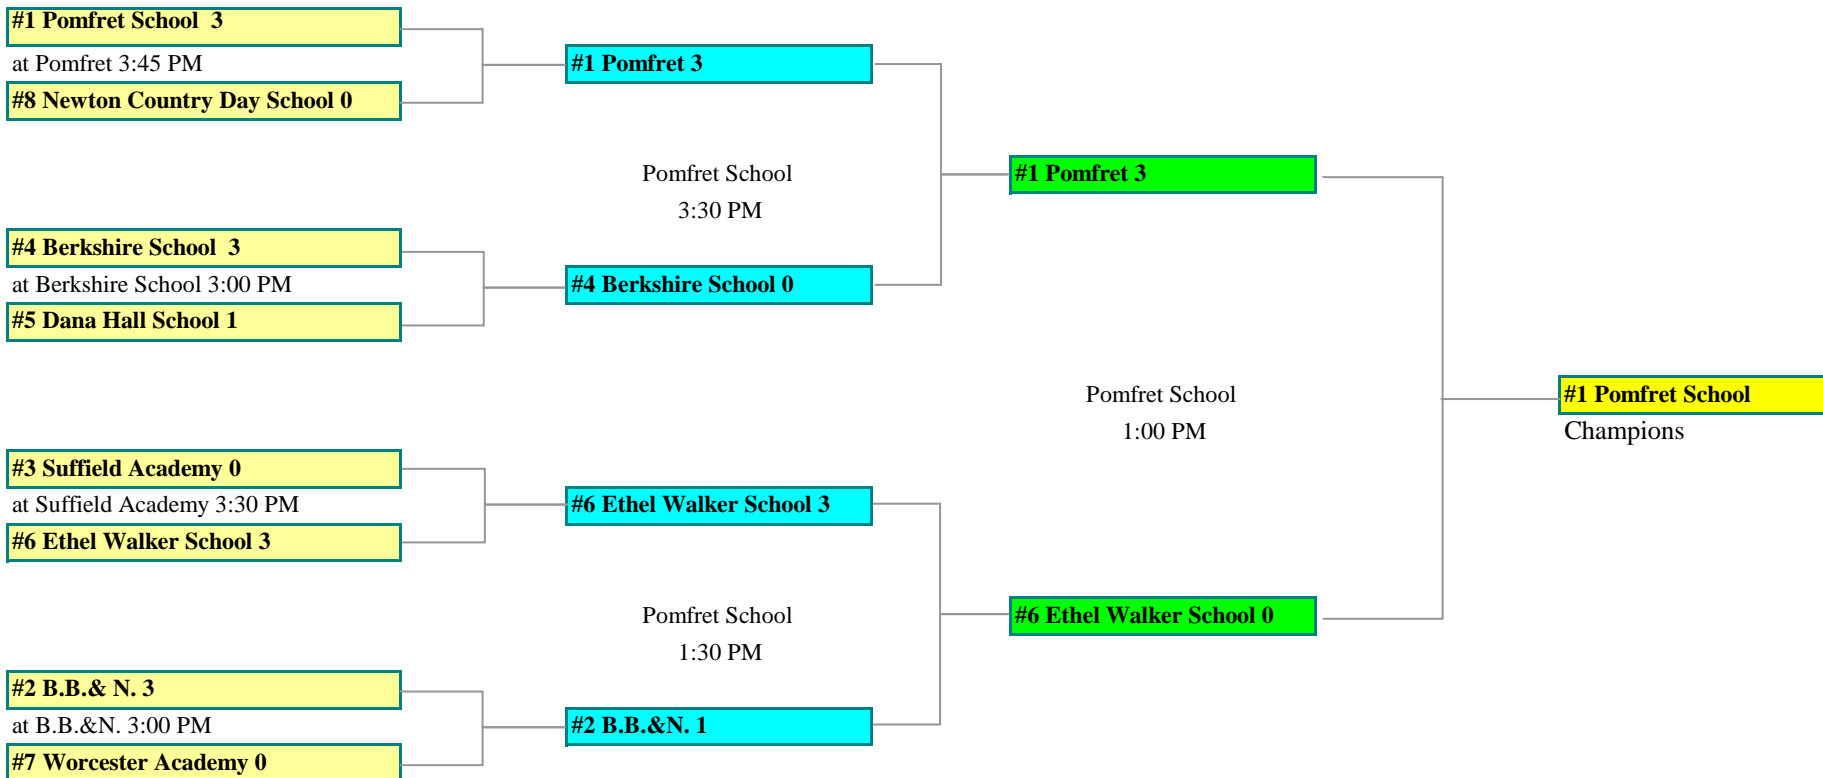 #1 Pomfret School  3
at Pomfret 3:45 PM
#8 Newton Country Day School 0
#4 Berkshire School  3
at Berkshire School 3:00 PM
#5 Dana Hall School 1
#3 Suffield Academy 0
at Suffield Academy 3:30 PM
#6 Ethel Walker School 3
#2 B.B.& N. 3
at B.B.&N. 3:00 PM
#7 Worcester Academy 0
#1 Pomfret 3
Pomfret School
3:30 PM
#4 Berkshire School 0
#6 Ethel Walker School 3
Pomfret School
1:30 PM
#2 B.B.&N. 1
#1 Pomfret 3
Pomfret School
1:00 PM
#6 Ethel Walker School 0
#1 Pomfret School
Champions